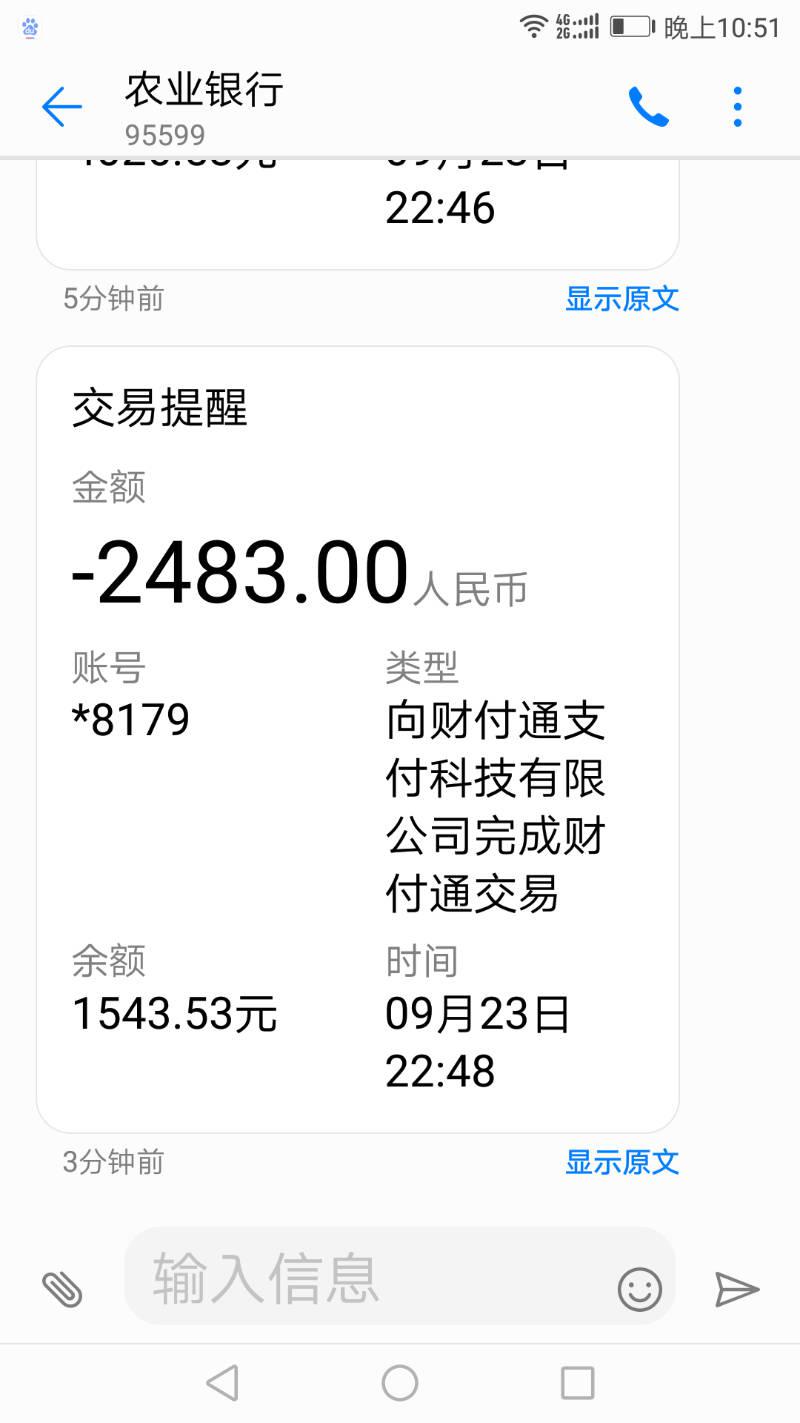 4G
2G
晚上10:51
农业银行
95599
22:46
5分钟前 显示原文
交易提醒
金额
-2483.00人民币
账号 类型
*8179 向财付通支
付科技有限
公司完成财
付通交易
余额 时间
1543.53元 09月23日
22:48
3分钟前 显示原文
输入信息